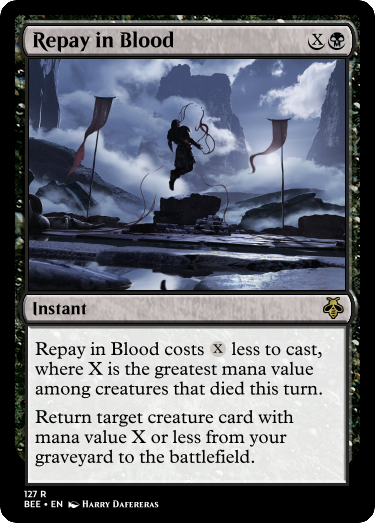 Repay in Blood X
Instant
Repay in Blood costs X less to cast,
where X is the greatest mana value
among creatures that died this turn.
Return target creature card with
mana value X or less from your
graveyard to the battlefield.
127 R
BEE • EN Harry Dafereras